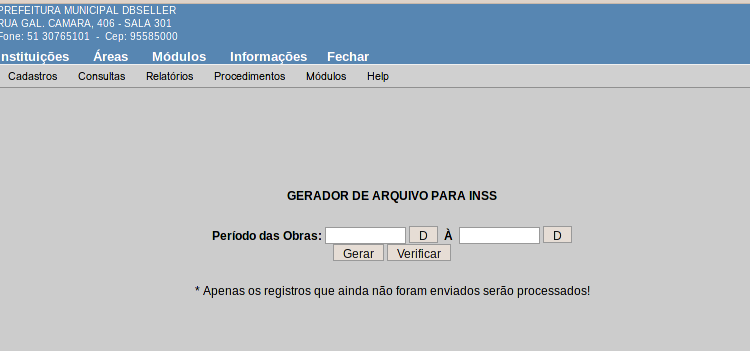 PREFEITURA MUNICIPAL DBSELLER
RUA GAL. CAMARA, 406 - SALA 301
Fone: 51 30765101 - Cep: 95585000
nstituições Áreas Módulos Informações Fechar
Cadastros Consultas Relatórios Procedimentos Módulos Help
GERADOR DE ARQUIVO PARA INSS
Período das Obras: D À D
Gerar Verificar
* Apenas os registros que ainda não foram enviados serão processados!